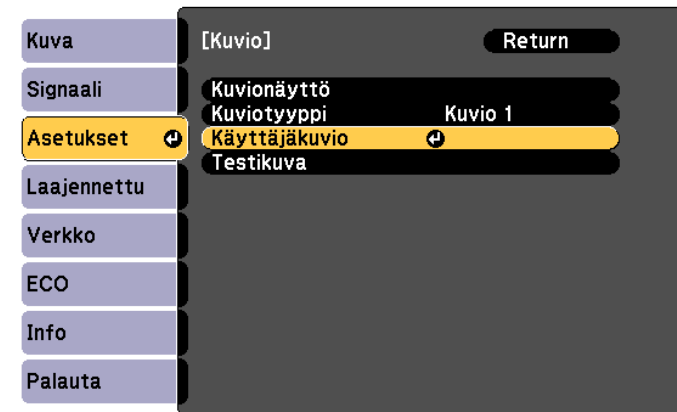 Kuva
Signaali
Asetukset
Laajennettu
Verkko
ECO
Info
Palauta
[Kuvio] Return
Kuvionäyttö
Kuviotyyppi Kuvio 1
Käyttäjäkuvio
Testikuva